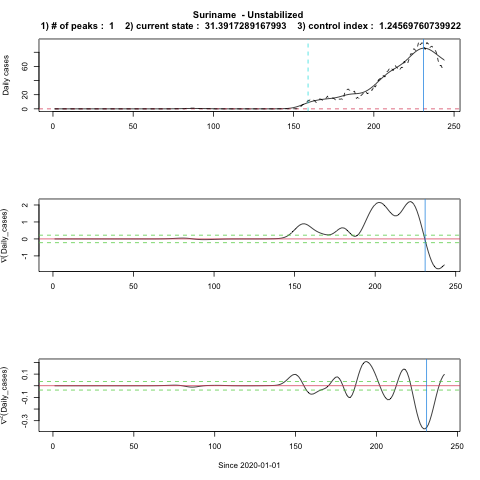 Suriname - Unstabilized
1) # of peaks : 1 2) current state : 31.3917289167993 3) control index : 1.24569760739922
Daily cases
0 20 60
0 50 100 150 200 250
∇(Daily_cases)
-1 0 1 2
0 50 100 150 200 250
∇²(Daily_cases)
-0.3 -0.1 0.1
0 50 100 150 200 250
Since 2020-01-01